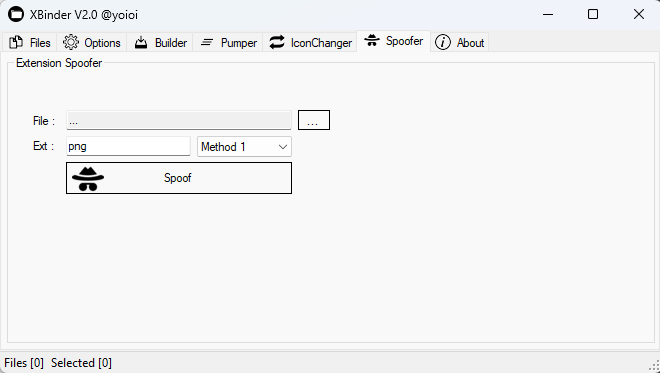 XBinder V2.0 @yoioi
Files Options Builder Pumper IconChanger Spoofer About
Extension Spoofer
File : ... ...
Ext : png Method 1
Spoof
Files [0] Selected [0]